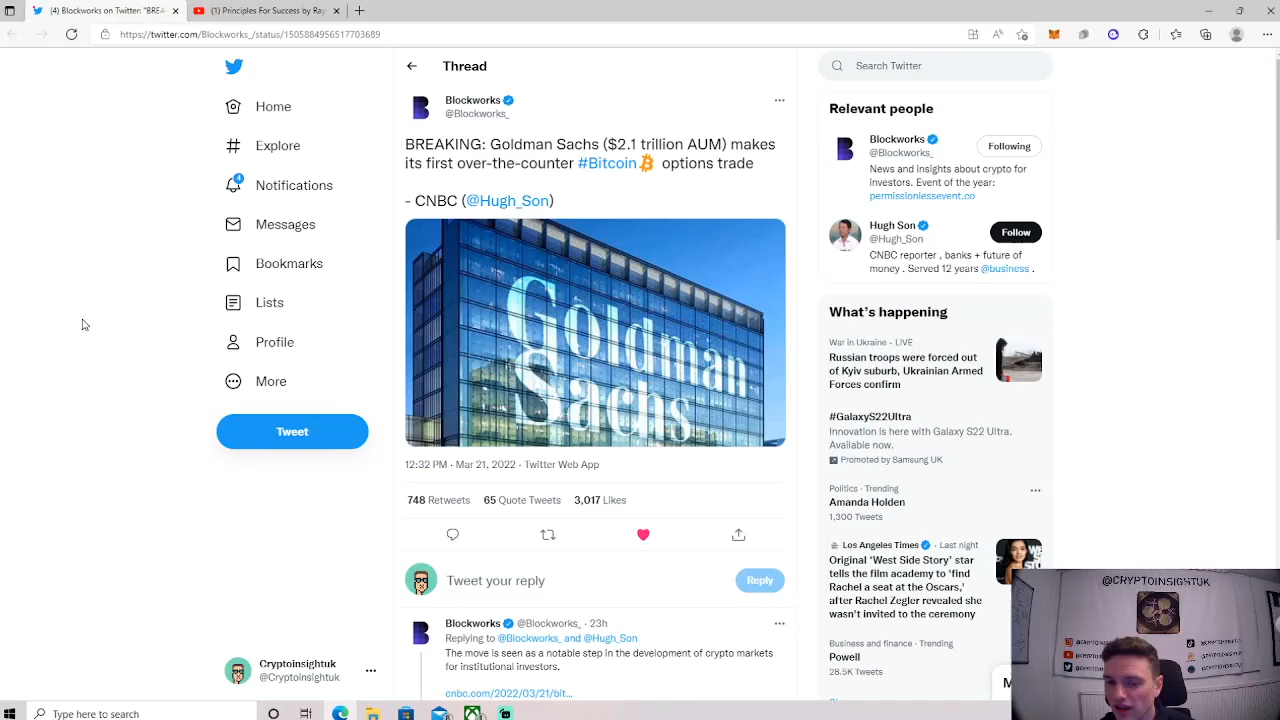 (4) Blockworks on Twitter: "BREA
(1) Principles For Success by Ray
https://twitter.com/Blockworks_/status/1505884956517703689
Home
Explore
4
Notifications
Messages
Bookmarks
Lists
Profile
More
Tweet
Cryptoinsightuk
@Cryptoinsightuk
Thread
Blockworks
@Blockworks_
BREAKING: Goldman Sachs ($2.1 trillion AUM) makes
its first over-the-counter #Bitcoin options trade
- CNBC (@Hugh_Son)
Goldman
Sachs
12:32 PM · Mar 21, 2022 · Twitter Web App
748 Retweets 65 Quote Tweets 3,017 Likes
Tweet your reply
Reply
Blockworks @Blockworks_ · 23h
Replying to @Blockworks_ and @Hugh_Son
The move is seen as a notable step in the development of crypto markets
for institutional investors.
cnbc.com/2022/03/21/bit...
Search Twitter
Relevant people
Blockworks
@Blockworks_
Following
News and insights about crypto for
investors. Event of the year:
permissionlessevent.co
Hugh Son
@Hugh_Son
Follow
CNBC reporter , banks + future of
money . Served 12 years @business .
What's happening
War in Ukraine · LIVE
Russian troops were forced out
of Kyiv suburb, Ukrainian Armed
Forces confirm
#GalaxyS22Ultra
Innovation is here with Galaxy S22 Ultra.
Available now.
Promoted by Samsung UK
Politics · Trending
Amanda Holden
1,300 Tweets
Los Angeles Times · Last night
Original 'West Side Story' star
tells the film academy to 'find
Rachel a seat at the Oscars,'
after Rachel Zegler revealed she
wasn't invited to the ceremony
Business and finance · Trending
Powell
28.5K Tweets
M
@CRYPTOINSIGHTUK
Type here to search